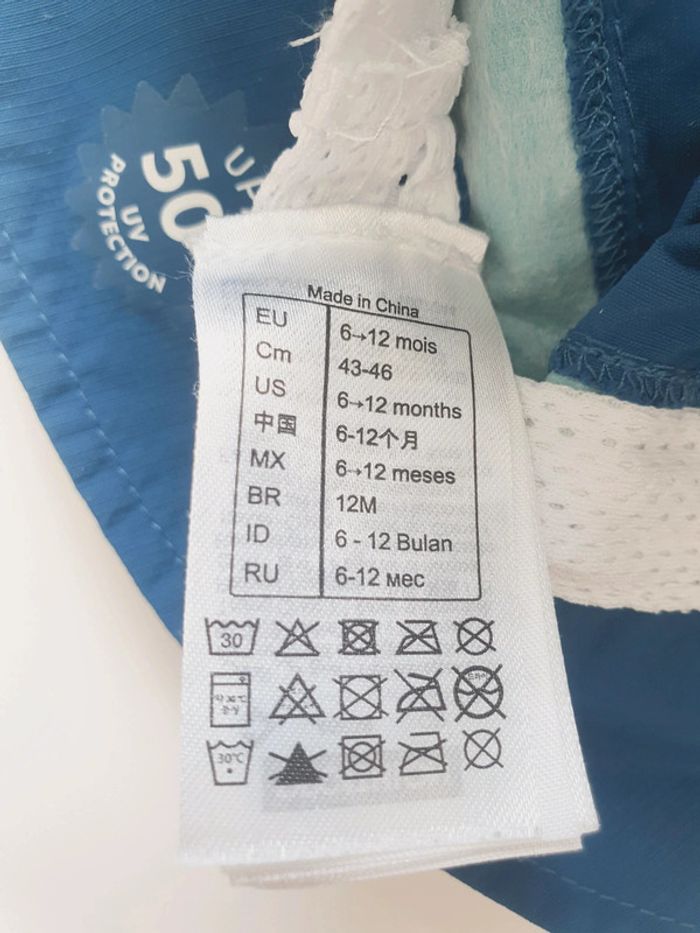 UP
50
UV
PROTECTION
Made in China
EU 6→12 mois
Cm 43-46
US 6→12 months
中国 6-12个月
MX 6→12 meses
BR 12M
ID 6 - 12 Bulan
RU 6-12 мес
30
30°C